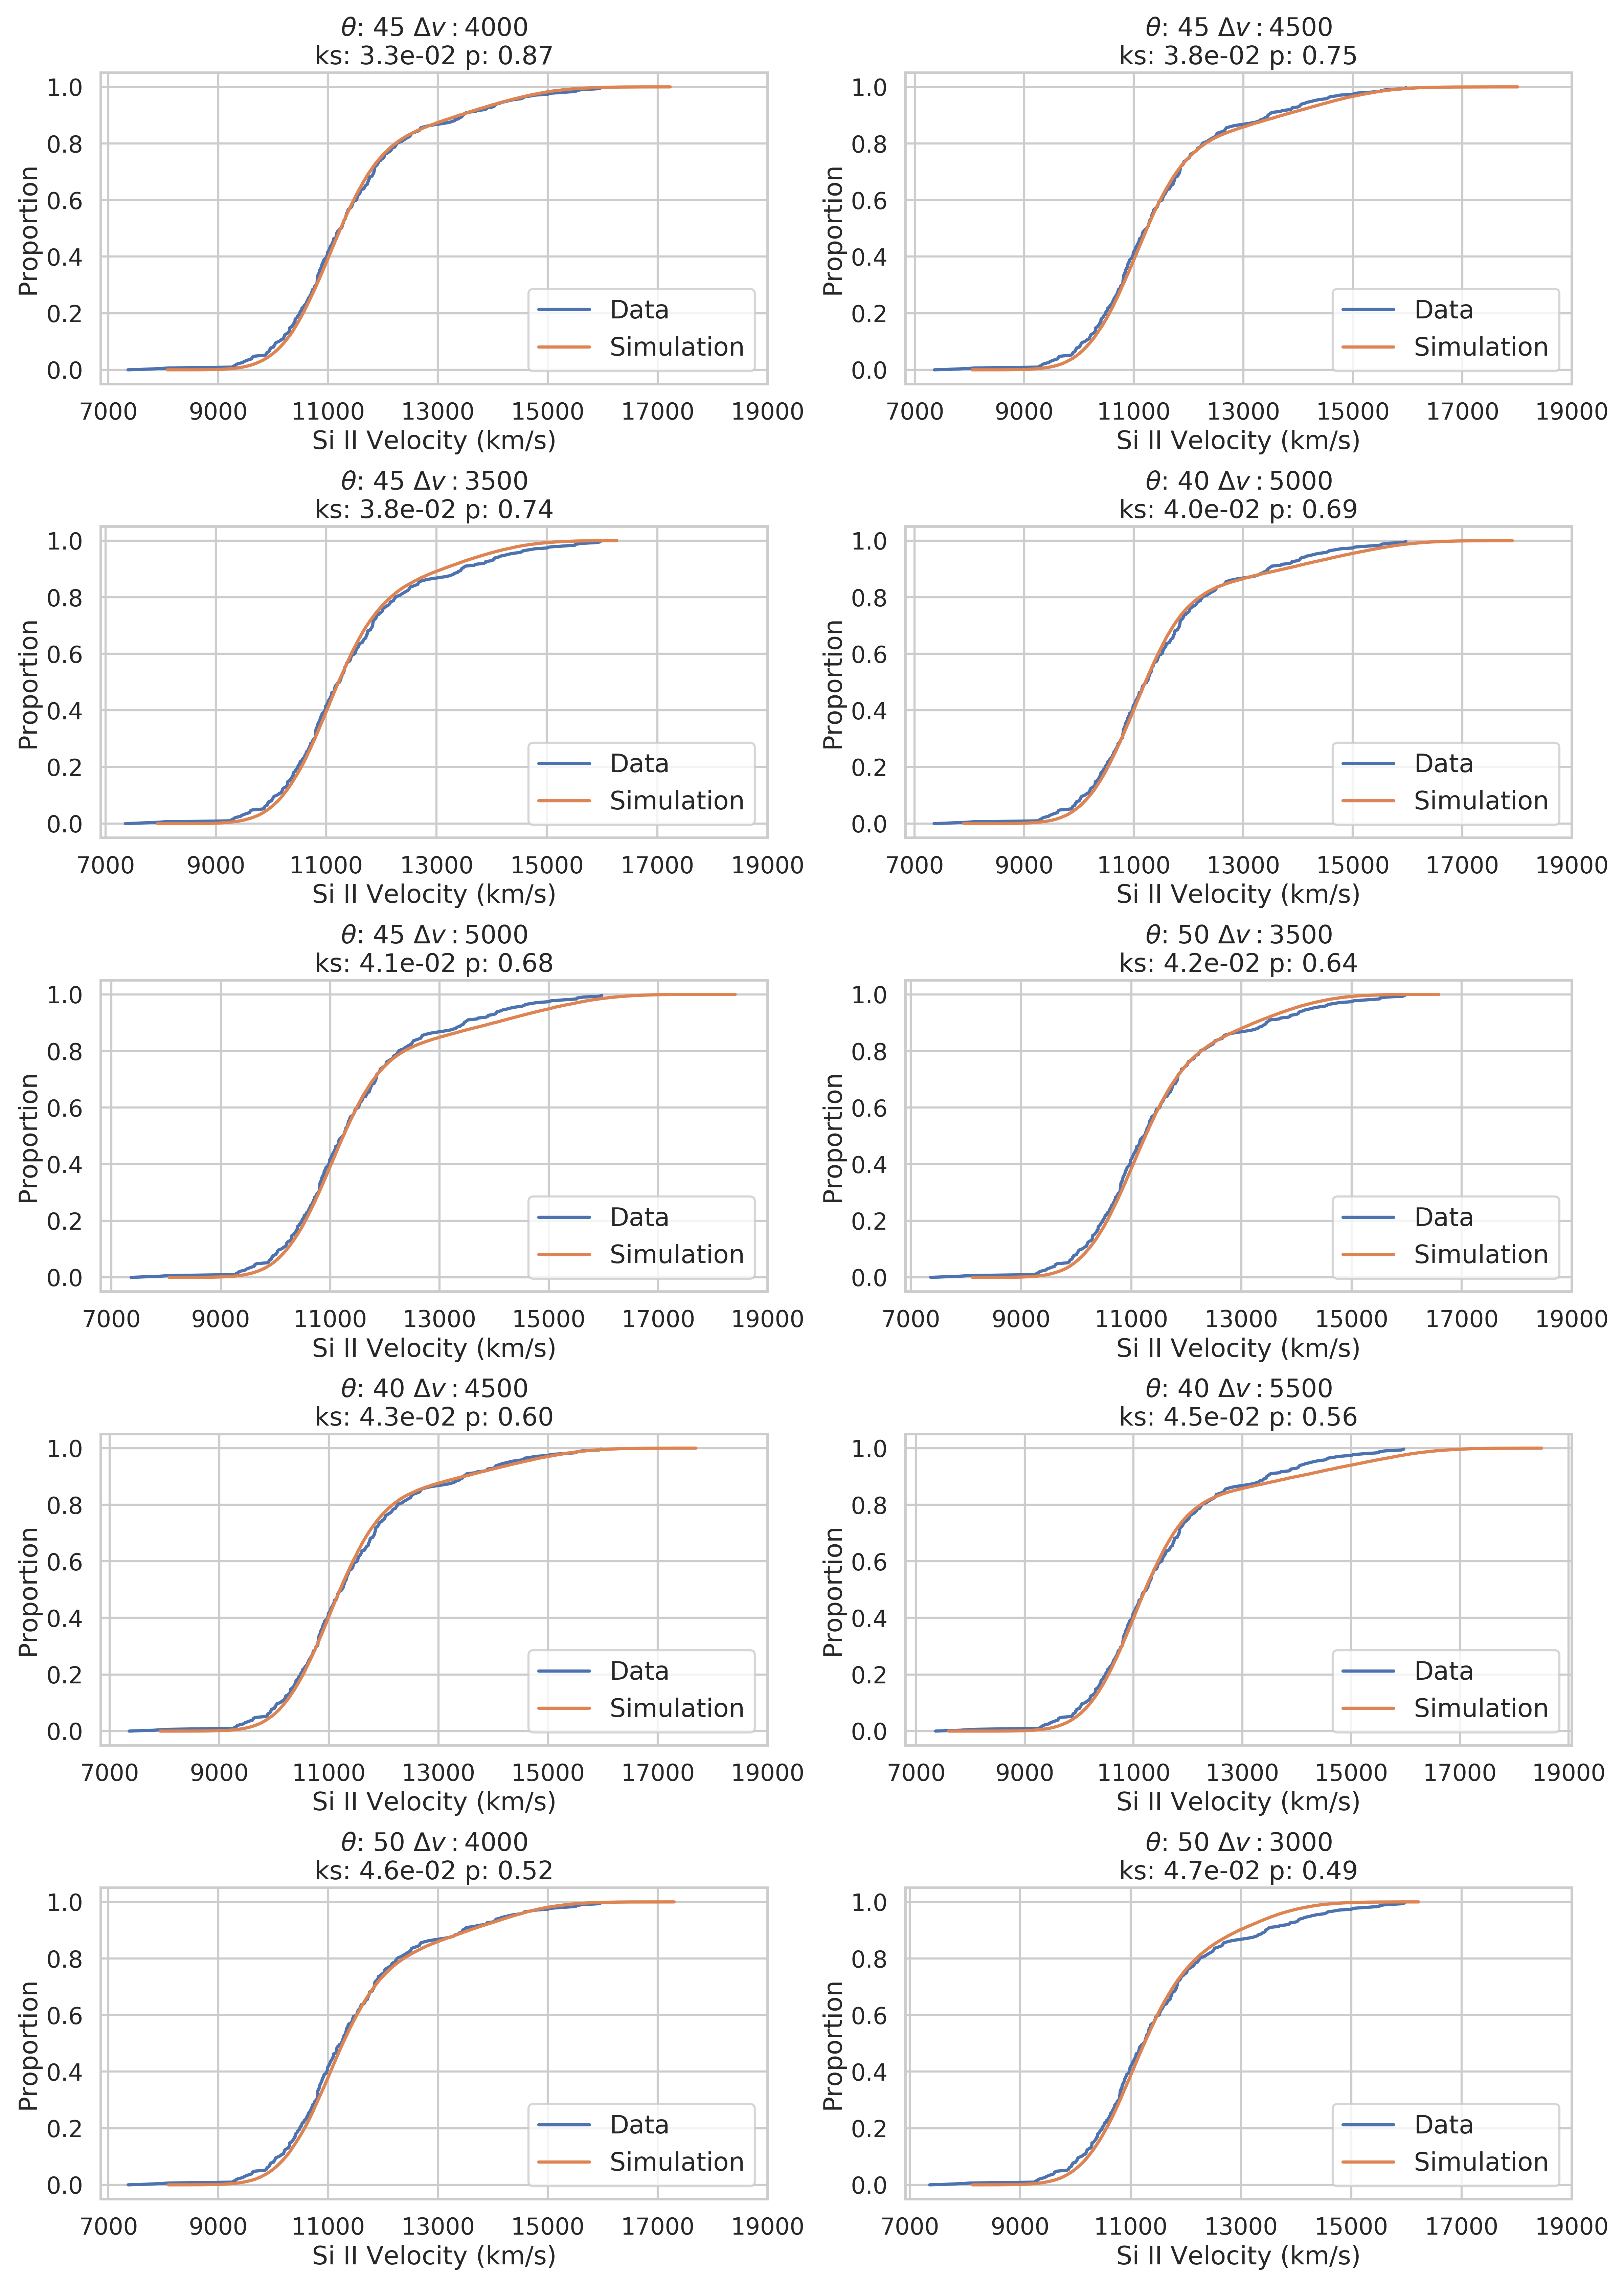 θ: 45 Δv : 4000
ks: 3.3e-02 p: 0.87
1.0
0.8
0.6
0.4
0.2
0.0
Proportion
Data
Simulation
7000 9000 11000 13000 15000 17000 19000
Si II Velocity (km/s)
θ: 45 Δv : 4500
ks: 3.8e-02 p: 0.75
1.0
0.8
0.6
0.4
0.2
0.0
Proportion
Data
Simulation
7000 9000 11000 13000 15000 17000 19000
Si II Velocity (km/s)
θ: 45 Δv : 3500
ks: 3.8e-02 p: 0.74
1.0
0.8
0.6
0.4
0.2
0.0
Proportion
Data
Simulation
7000 9000 11000 13000 15000 17000 19000
Si II Velocity (km/s)
θ: 40 Δv : 5000
ks: 4.0e-02 p: 0.69
1.0
0.8
0.6
0.4
0.2
0.0
Proportion
Data
Simulation
7000 9000 11000 13000 15000 17000 19000
Si II Velocity (km/s)
θ: 45 Δv : 5000
ks: 4.1e-02 p: 0.68
1.0
0.8
0.6
0.4
0.2
0.0
Proportion
Data
Simulation
7000 9000 11000 13000 15000 17000 19000
Si II Velocity (km/s)
θ: 50 Δv : 3500
ks: 4.2e-02 p: 0.64
1.0
0.8
0.6
0.4
0.2
0.0
Proportion
Data
Simulation
7000 9000 11000 13000 15000 17000 19000
Si II Velocity (km/s)
θ: 40 Δv : 4500
ks: 4.3e-02 p: 0.60
1.0
0.8
0.6
0.4
0.2
0.0
Proportion
Data
Simulation
7000 9000 11000 13000 15000 17000 19000
Si II Velocity (km/s)
θ: 40 Δv : 5500
ks: 4.5e-02 p: 0.56
1.0
0.8
0.6
0.4
0.2
0.0
Proportion
Data
Simulation
7000 9000 11000 13000 15000 17000 19000
Si II Velocity (km/s)
θ: 50 Δv : 4000
ks: 4.6e-02 p: 0.52
1.0
0.8
0.6
0.4
0.2
0.0
Proportion
Data
Simulation
7000 9000 11000 13000 15000 17000 19000
Si II Velocity (km/s)
θ: 50 Δv : 3000
ks: 4.7e-02 p: 0.49
1.0
0.8
0.6
0.4
0.2
0.0
Proportion
Data
Simulation
7000 9000 11000 13000 15000 17000 19000
Si II Velocity (km/s)